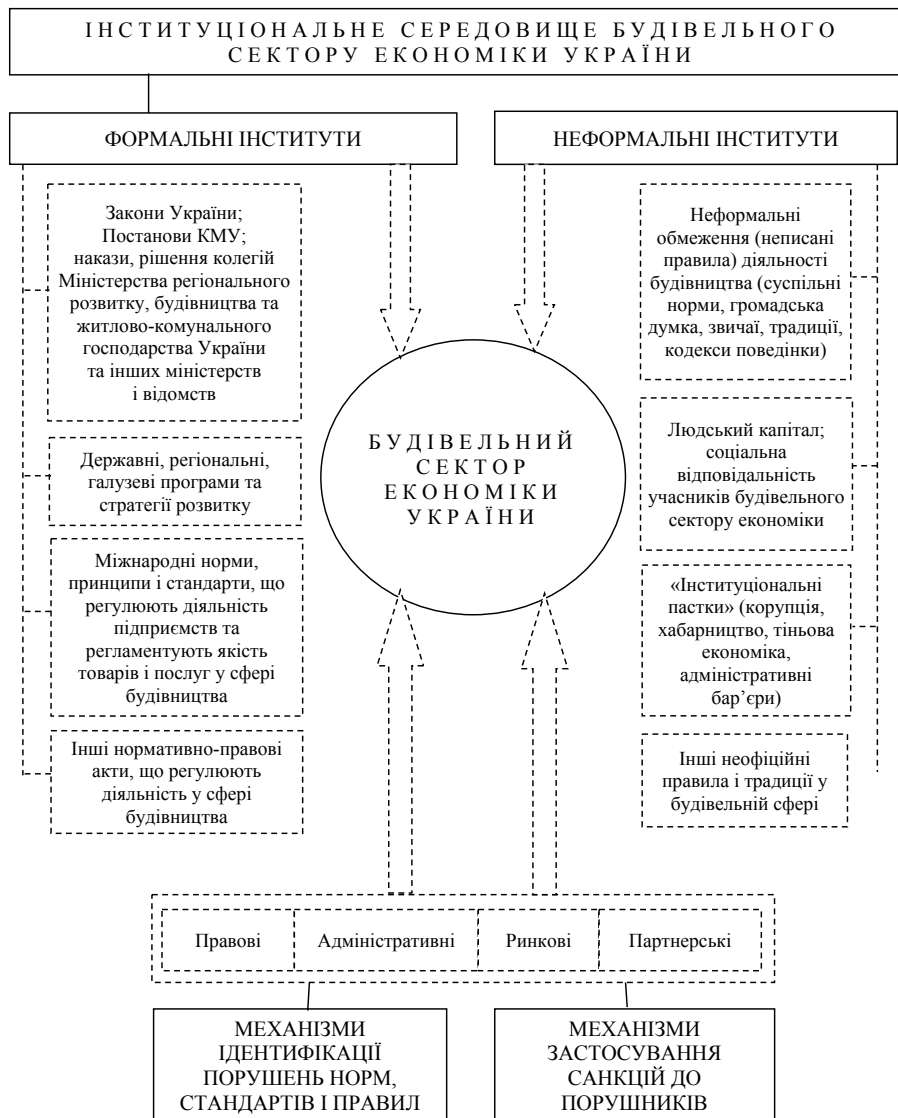 ІНСТИТУЦІОНАЛЬНЕ СЕРЕДОВИЩЕ БУДІВЕЛЬНОГО
СЕКТОРУ ЕКОНОМІКИ УКРАЇНИ
ФОРМАЛЬНІ ІНСТИТУТИ
НЕФОРМАЛЬНІ ІНСТИТУТИ
Закони України;
Постанови КМУ;
накази, рішення колегій
Міністерства регіонального
розвитку, будівництва та
житлово-комунального
господарства України
та інших міністерств
і відомств
Державні, регіональні,
галузеві програми та
стратегії розвитку
Міжнародні норми,
принципи і стандарти, що
регулюють діяльність
підприємств та
регламентують якість
товарів і послуг у сфері
будівництва
Інші нормативно-правові
акти, що регулюють
діяльність у сфері
будівництва
БУДІВЕЛЬНИЙ
СЕКТОР
ЕКОНОМІКИ
УКРАЇНИ
Неформальні
обмеження (неписані
правила) діяльності
будівництва (суспільні
норми, громадська
думка, звичаї, традиції,
кодекси поведінки)
Людський капітал;
соціальна
відповідальність
учасників будівельного
сектору економіки
«Інституціональні
пастки» (корупція,
хабарництво, тіньова
економіка,
адміністративні
бар’єри)
Інші неофіційні
правила і традиції у
будівельній сфері
Правові
Адміністративні
Ринкові
Партнерські
МЕХАНІЗМИ
ІДЕНТИФІКАЦІЇ
ПОРУШЕНЬ НОРМ,
СТАНДАРТІВ І ПРАВИЛ
МЕХАНІЗМИ
ЗАСТОСУВАННЯ
САНКЦІЙ ДО
ПОРУШНИКІВ